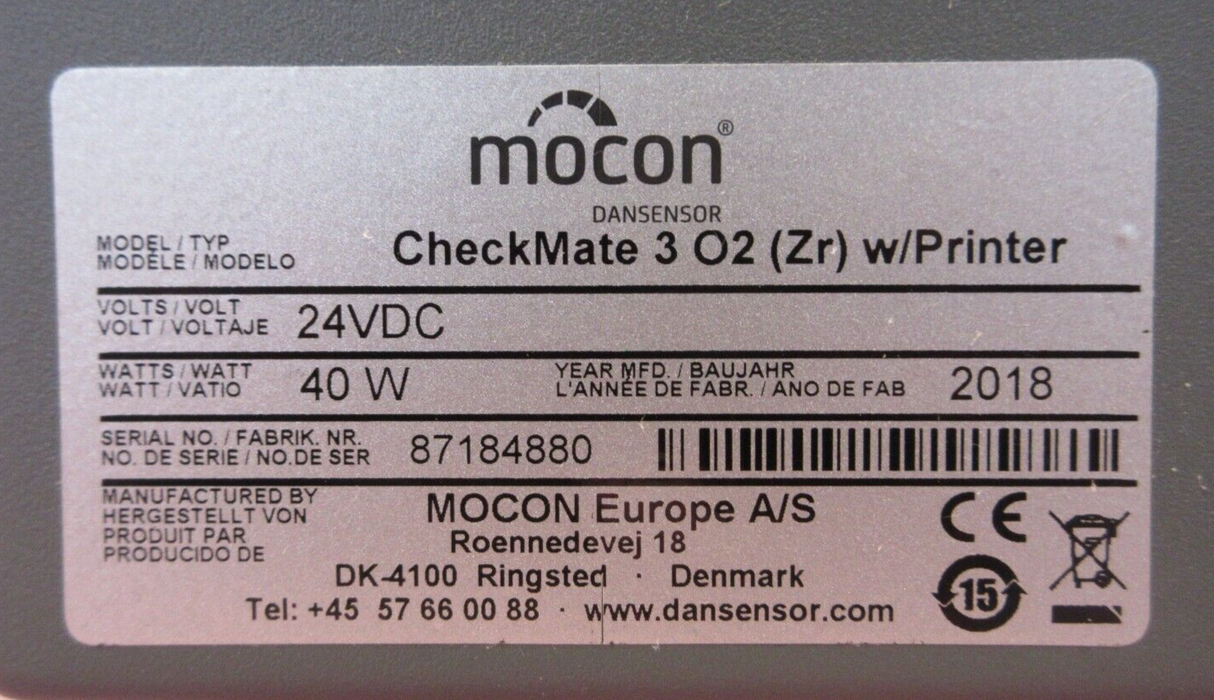 mocon®
DANSENSOR
MODEL / TYP
MODÈLE / MODELO
CheckMate 3 O2 (Zr) w/Printer
VOLTS / VOLT
VOLT / VOLTAJE
24VDC
WATTS / WATT
WATT / VATIO
40 W
YEAR MFD. / BAUJAHR
L'ANNÉE DE FABR. / ANO DE FAB
2018
SERIAL NO. / FABRIK. NR.
NO. DE SERIE / NO.DE SER
87184880
MANUFACTURED BY
HERGESTELLT VON
PRODUIT PAR
PRODUCIDO DE
MOCON Europe A/S
Roennedevej 18
DK-4100 Ringsted · Denmark
Tel: +45 57 66 00 88 · www.dansensor.com
CE
15